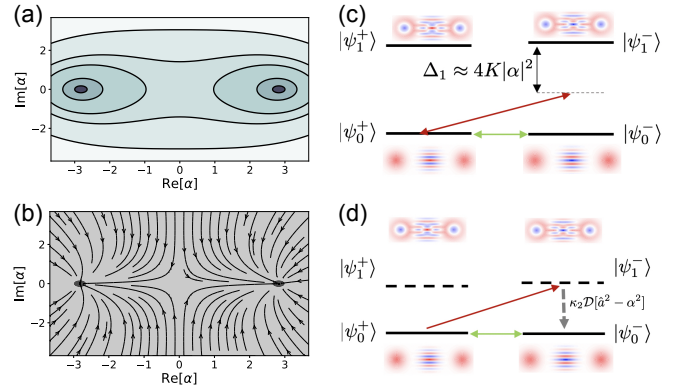 (a)
Im[α]
2
0
−2
−3 −2 −1 0 1 2 3
Re[α]
(b)
Im[α]
2
0
−2
−3 −2 −1 0 1 2 3
Re[α]
(c)
|ψ₁⁺⟩ |ψ₁⁻⟩
Δ₁ ≈ 4K|α|²
|ψ₀⁺⟩ |ψ₀⁻⟩
(d)
|ψ₁⁺⟩ |ψ₁⁻⟩
κ₂𝒟[â² − α²]
|ψ₀⁺⟩ |ψ₀⁻⟩